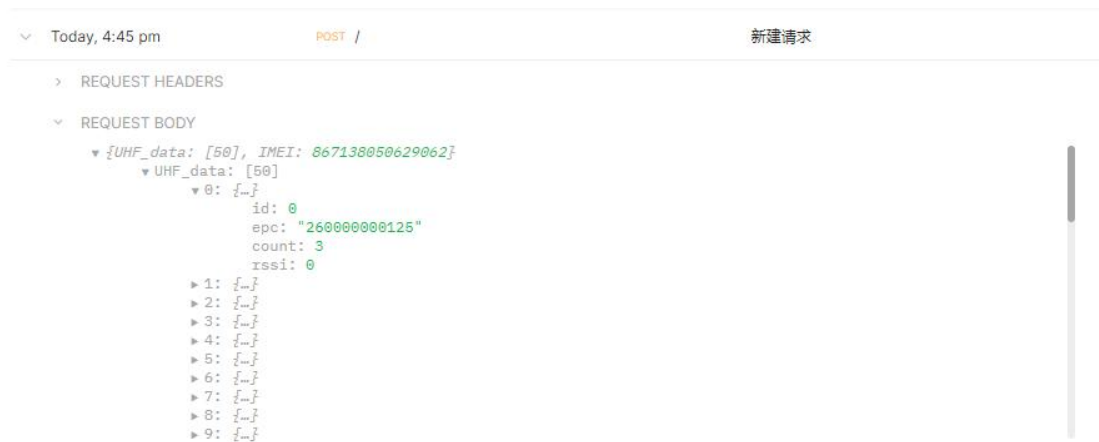 Today, 4:45 pm POST / 新建请求
REQUEST HEADERS
REQUEST BODY
{UHF_data: [50], IMEI: 867138050629062}
UHF_data: [50]
0: {…}
id: 0
epc: "260000000125"
count: 3
rssi: 0
1: {…}
2: {…}
3: {…}
4: {…}
5: {…}
6: {…}
7: {…}
8: {…}
9: {…}